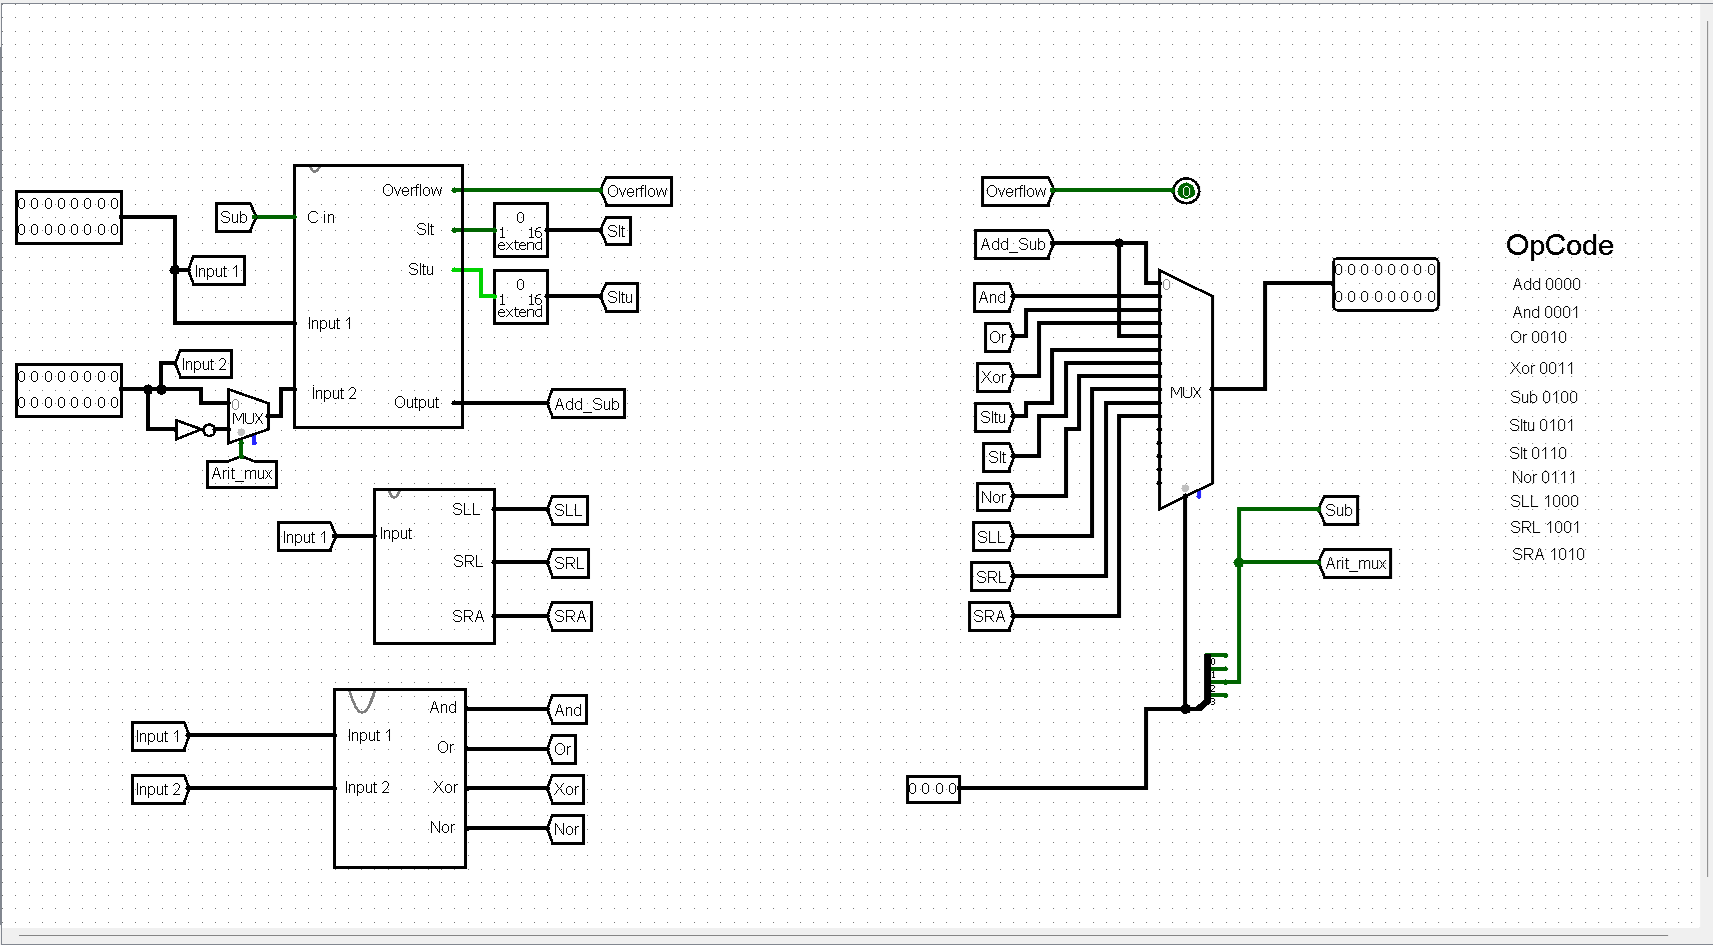 0 0 0 0 0 0 0 0
0 0 0 0 0 0 0 0
Sub
Input 1
0 0 0 0 0 0 0 0
0 0 0 0 0 0 0 0
Input 2
0
MUX
Arit_mux
C in
Input 1
Input 2
Overflow
Slt
Sltu
Output
0
1 16
extend
0
1 16
extend
Overflow
Slt
Sltu
Add_Sub
Input 1
Input
SLL
SRL
SRA
SLL
SRL
SRA
Input 1
Input 2
Input 1
Input 2
And
Or
Xor
Nor
And
Or
Xor
Nor
Overflow
0
Add_Sub
And
Or
Xor
Sltu
Slt
Nor
SLL
SRL
SRA
0
MUX
0 0 0 0 0 0 0 0
0 0 0 0 0 0 0 0
Sub
Arit_mux
0
1
2
3
0 0 0 0
OpCode
Add 0000
And 0001
Or 0010
Xor 0011
Sub 0100
Sltu 0101
Slt 0110
Nor 0111
SLL 1000
SRL 1001
SRA 1010